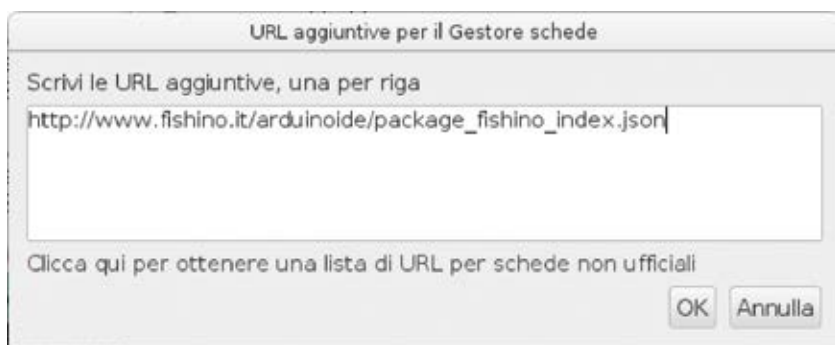 URL aggiuntive per il Gestore schede
Scrivi le URL aggiuntive, una per riga
http://www.fishino.it/arduinoide/package_fishino_index.json
Clicca qui per ottenere una lista di URL per schede non ufficiali
OK Annulla